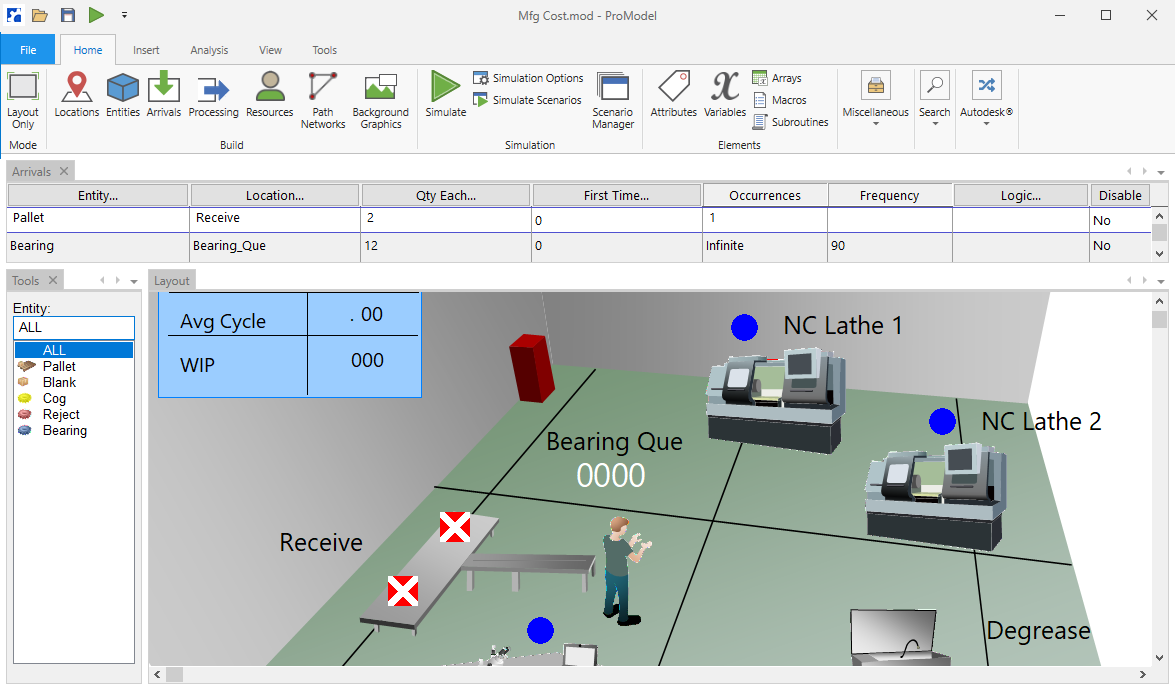 Mfg Cost.mod - ProModel
File Home Insert Analysis View Tools
Layout Only
Locations Entities Arrivals Processing Resources Path Networks Background Graphics
Simulate Simulation Options
Simulate Scenarios
Scenario Manager
Attributes Variables Arrays
Macros
Subroutines
Miscellaneous Search Autodesk®
Mode Build Simulation Elements
Arrivals
Entity... Location... Qty Each... First Time... Occurrences Frequency Logic... Disable
Pallet Receive 2 0 1 No
Bearing Bearing_Que 12 0 Infinite 90 No
Tools
Layout
Entity:
ALL
ALL
Pallet
Blank
Cog
Reject
Bearing
Avg Cycle . 00
WIP 000
NC Lathe 1
NC Lathe 2
Bearing Que
0000
Receive
Degrease